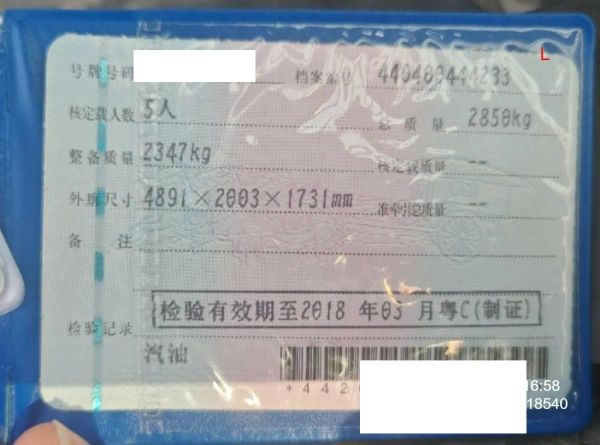 L
号牌号码 档案编号 440400444233
核定载人数 5人 总质量 2850kg
整备质量 2347kg 核定载质量 --
外廓尺寸 4891×2003×1731mm 准牵引总质量 --
备注
检验记录 检验有效期至2018年03月粤C(制证)
汽油
*442
16:58
18540